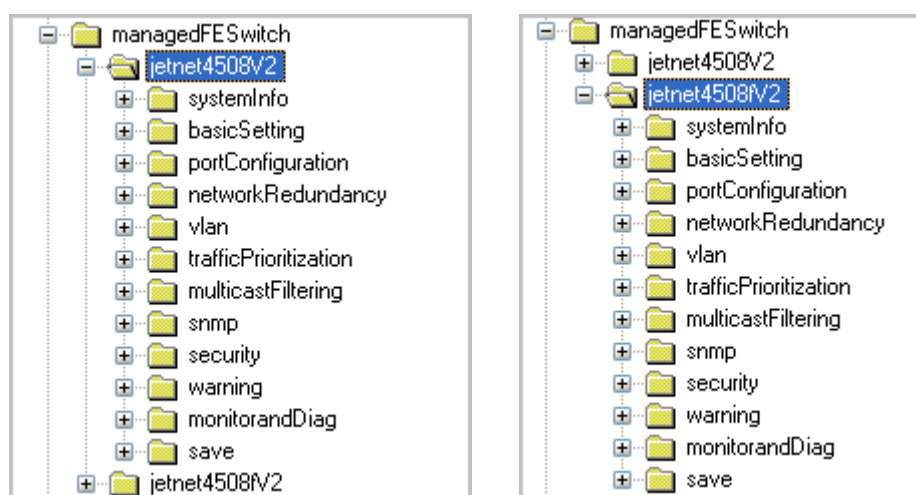 managedFESwitch
jetnet4508V2
systemInfo
basicSetting
portConfiguration
networkRedundancy
vlan
trafficPrioritization
multicastFiltering
snmp
security
warning
monitorandDiag
save
jetnet4508fV2
managedFESwitch
jetnet4508V2
jetnet4508fV2
systemInfo
basicSetting
portConfiguration
networkRedundancy
vlan
trafficPrioritization
multicastFiltering
snmp
security
warning
monitorandDiag
save